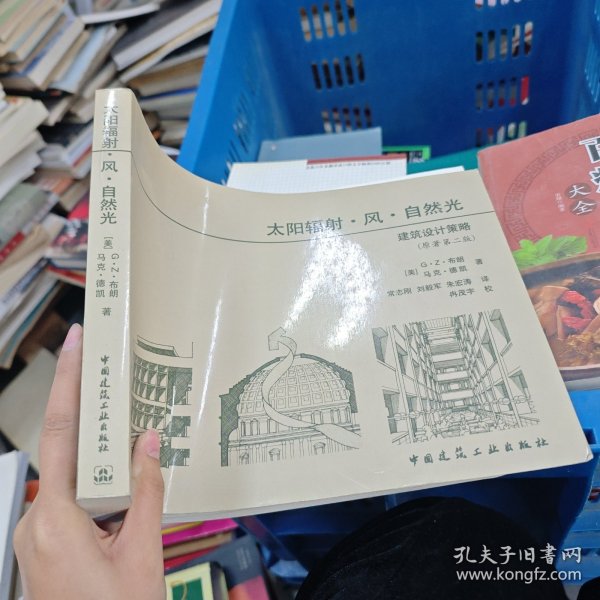 太阳辐射·风·自然光
[美]
G·Z·布朗
马克·德凯
著
中国建筑工业出版社
太阳辐射·风·自然光
建筑设计策略
(原著第二版)
[美] G·Z·布朗 著
马克·德凯
常志刚 刘毅军 朱宏涛 译
冉茂宇 校
中国建筑工业出版社
大
全
孔夫子旧书网
www.kongfz.com